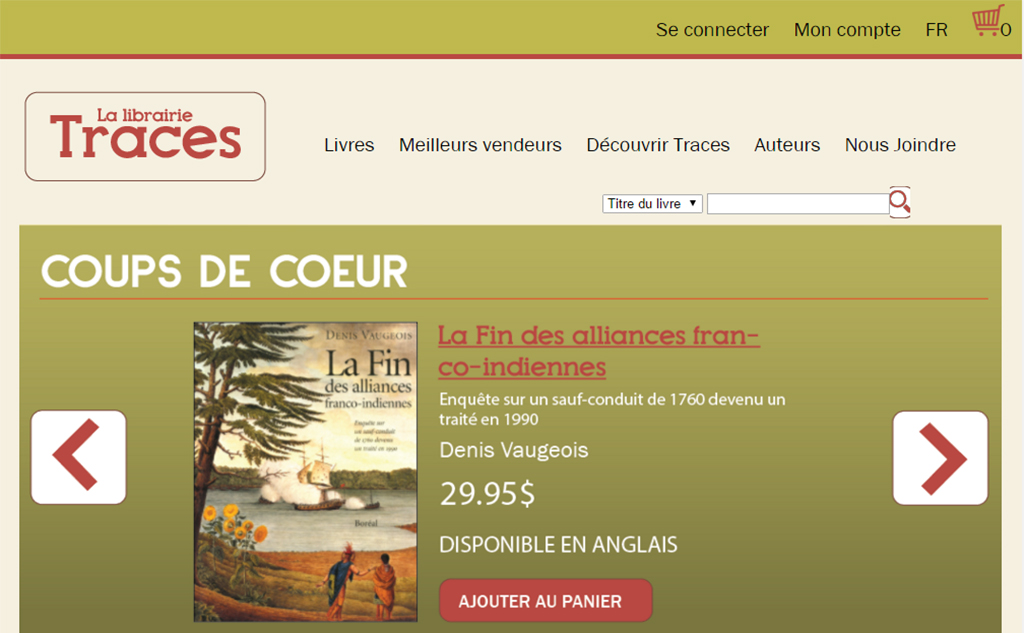 Se connecter Mon compte FR 0
La librairie
Traces
Livres Meilleurs vendeurs Découvrir Traces Auteurs Nous Joindre
Titre du livre
COUPS DE COEUR
DENIS VAUGEOIS
La Fin
des alliances
franco-indiennes
Enquête sur
un sauf-conduit
de 1760 devenu
un traité en 1990
Boréal
La Fin des alliances fran-
co-indiennes
Enquête sur un sauf-conduit de 1760 devenu un
traité en 1990
Denis Vaugeois
29.95$
DISPONIBLE EN ANGLAIS
AJOUTER AU PANIER